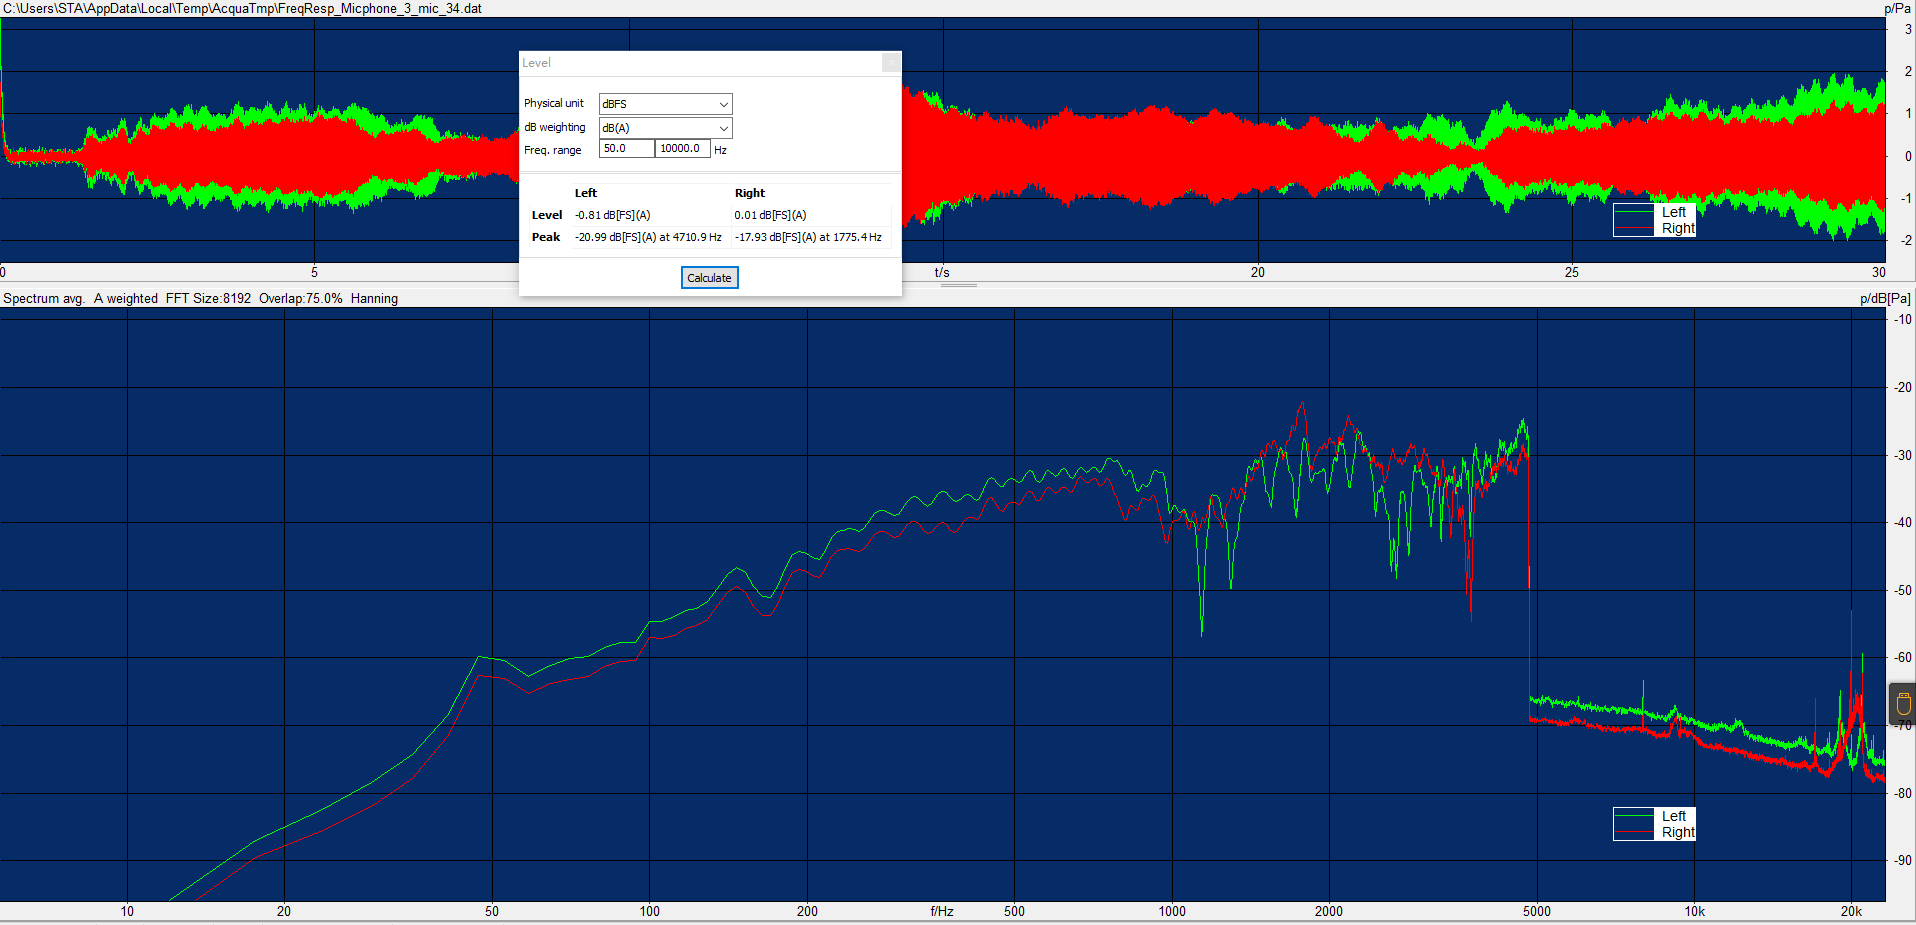 C:\Users\STA\AppData\Local\Temp\AcquaTmp\FreqResp_Micphone_3_mic_34.dat
p/Pa
3
2
1
0
-1
-2
Level
Physical unit dBFS
dB weighting dB(A)
Freq. range 50.0 10000.0 Hz
Left Right
Level -0.81 dB[FS](A) 0.01 dB[FS](A)
Peak -20.99 dB[FS](A) at 4710.9 Hz -17.93 dB[FS](A) at 1775.4 Hz
Calculate
Left
Right
0 5 t/s 20 25 30
Spectrum avg. A weighted FFT Size:8192 Overlap:75.0% Hanning
p/dB[Pa]
-10
-20
-30
-40
-50
-60
-70
-80
-90
Left
Right
10 20 50 100 200 f/Hz 500 1000 2000 5000 10k 20k